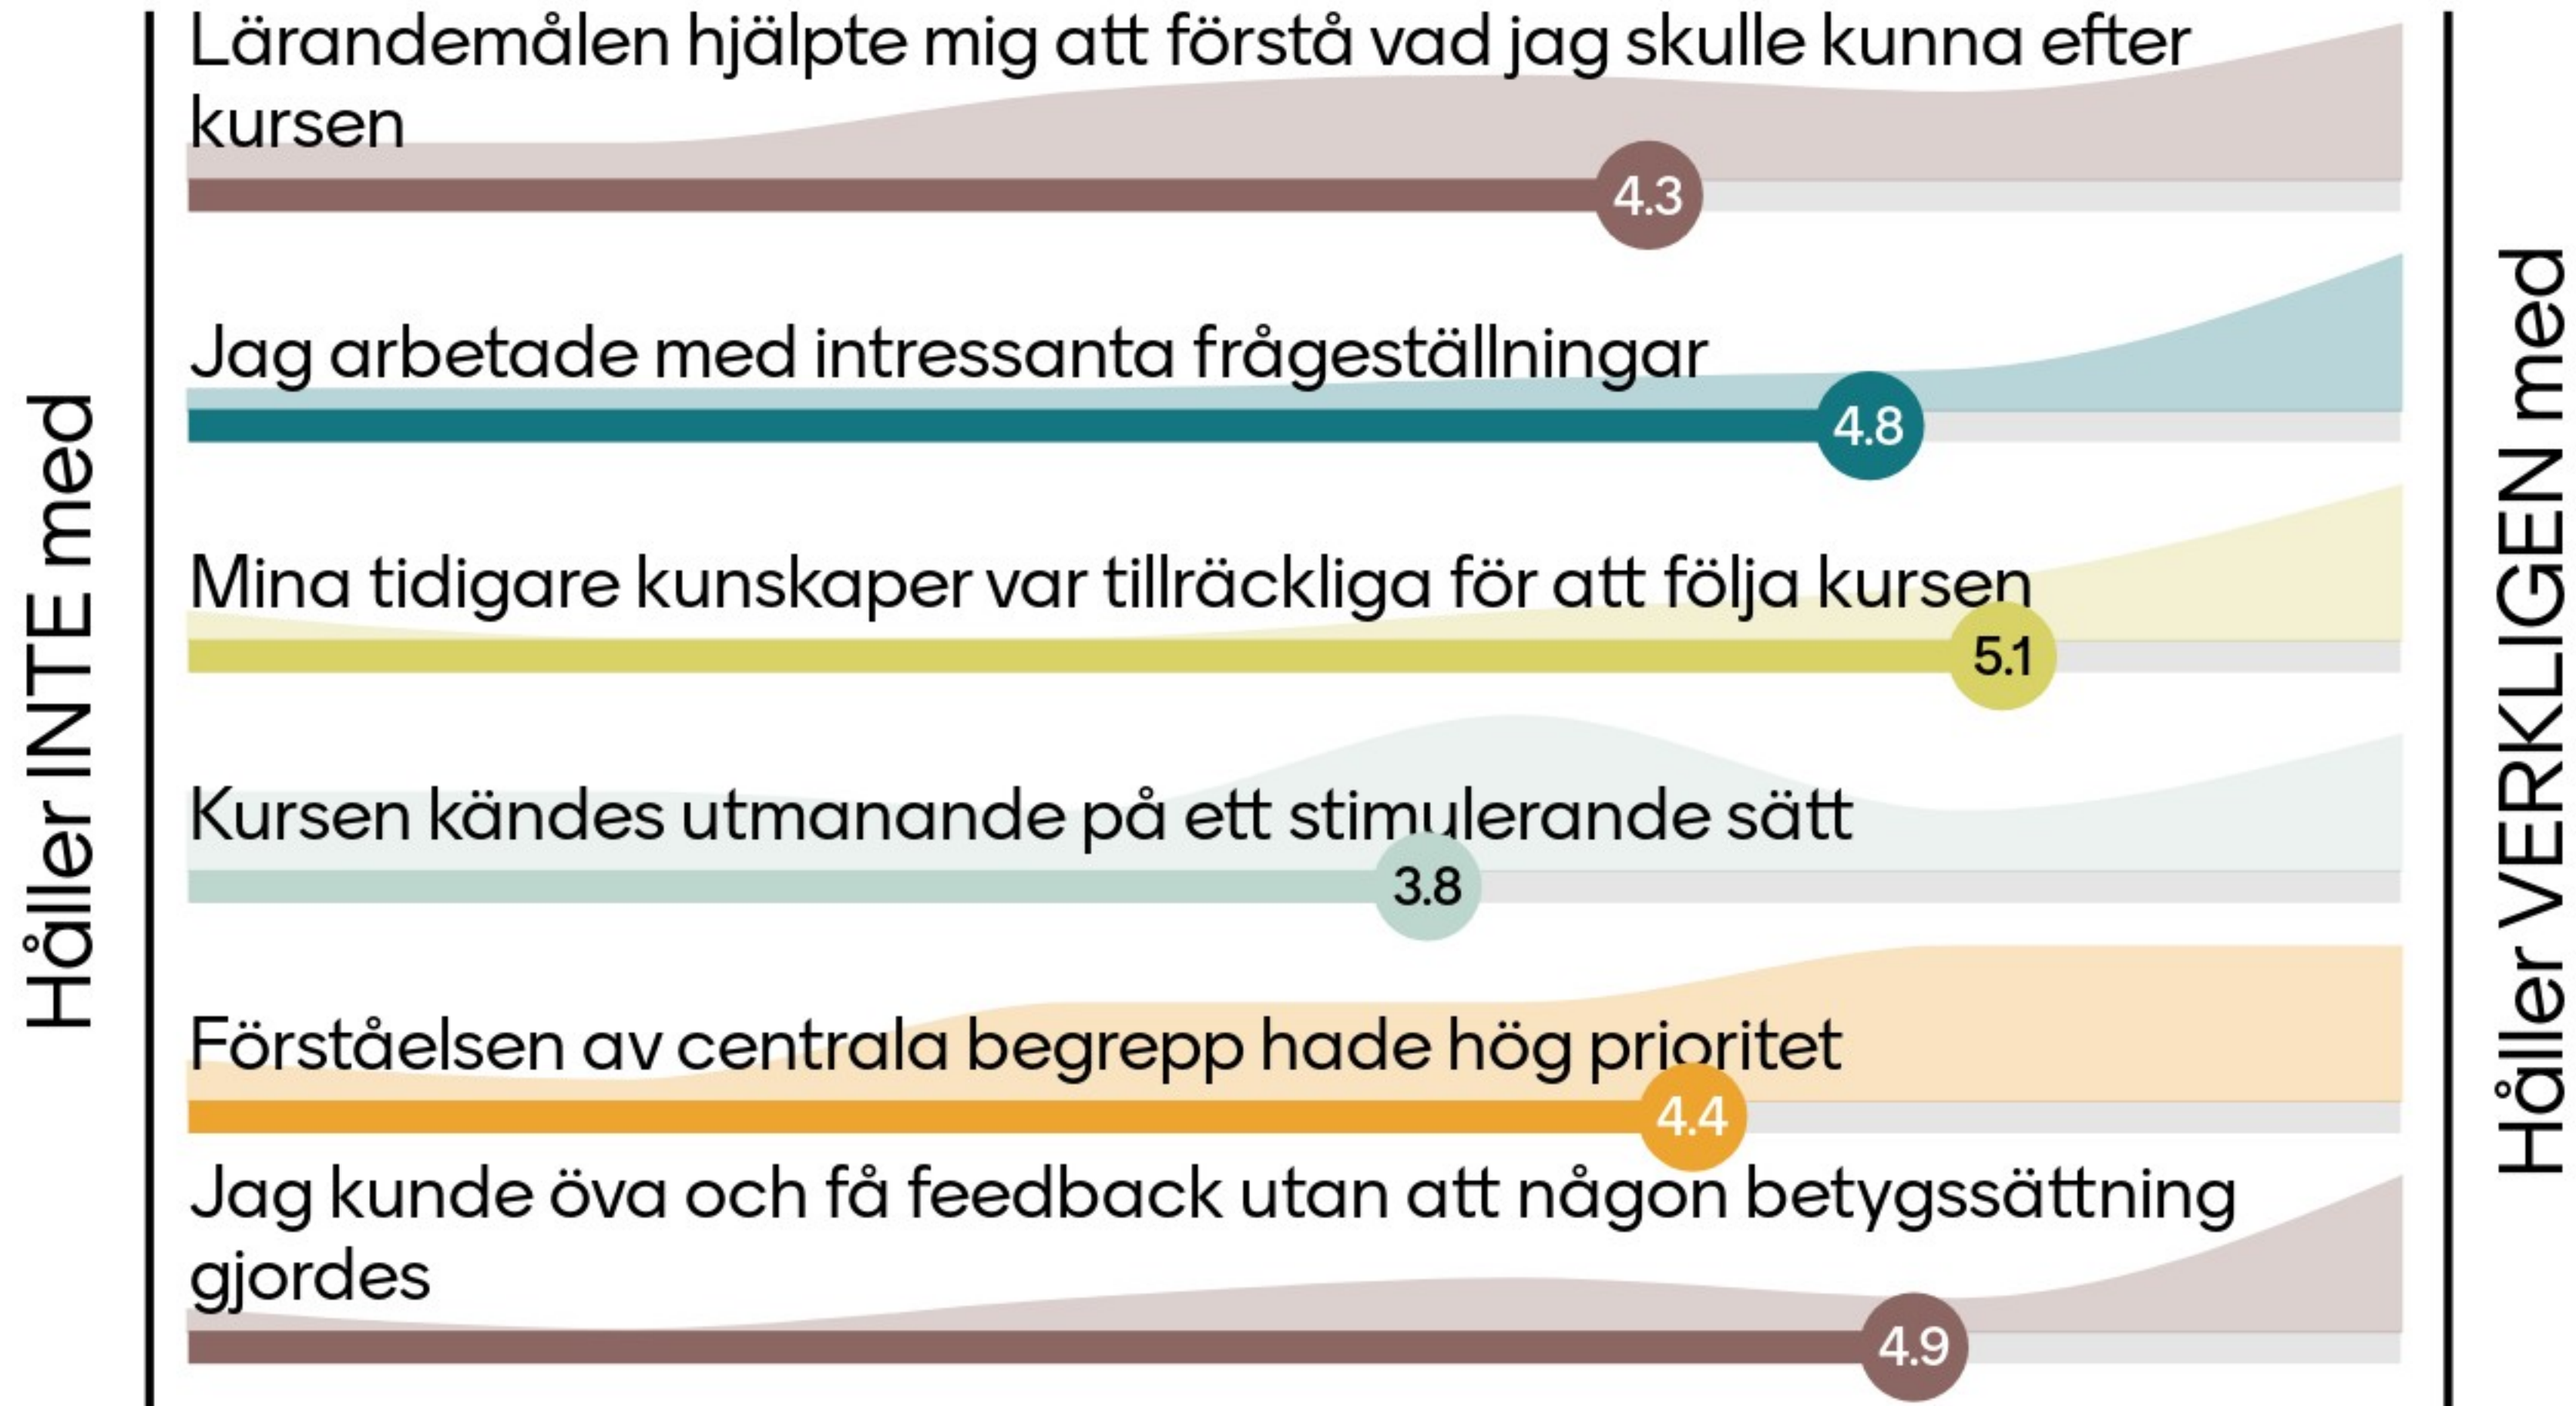 Håller INTE med
Lärandemålen hjälpte mig att förstå vad jag skulle kunna efter
kursen
4.3
Jag arbetade med intressanta frågeställningar
4.8
Mina tidigare kunskaper var tillräckliga för att följa kursen
5.1
Kursen kändes utmanande på ett stimulerande sätt
3.8
Förståelsen av centrala begrepp hade hög prioritet
4.4
Jag kunde öva och få feedback utan att någon betygssättning
gjordes
4.9
Håller VERKLIGEN med